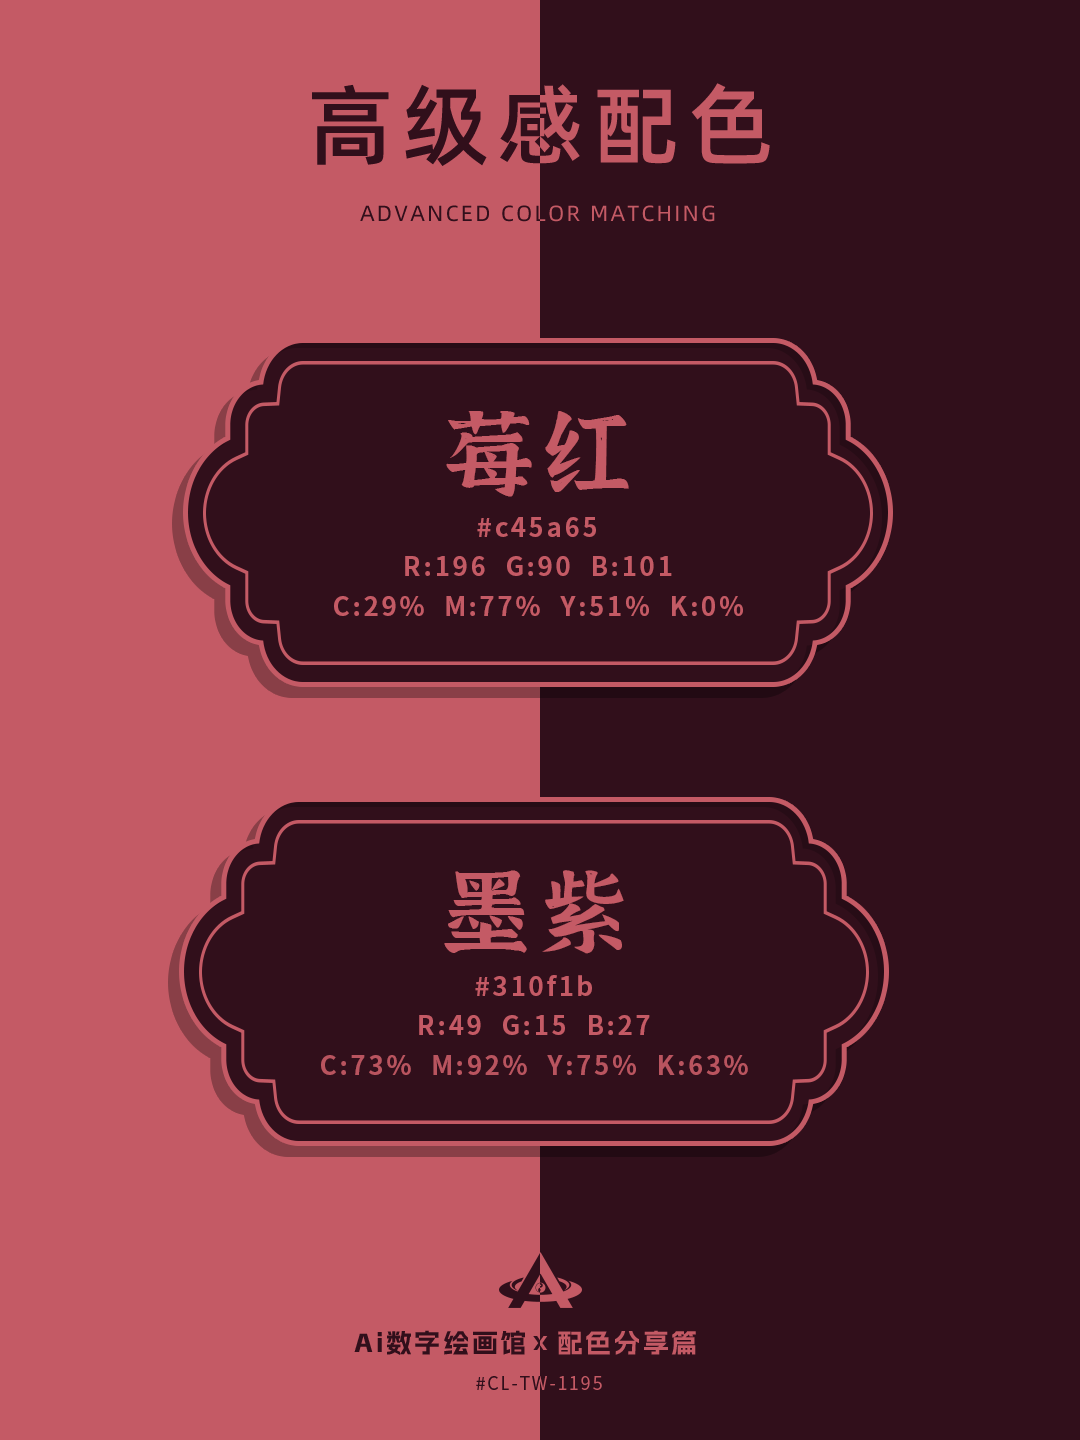 高级感配色
ADVANCED COLOR MATCHING
莓红
#c45a65
R:196 G:90 B:101
C:29% M:77% Y:51% K:0%
墨紫
#310f1b
R:49 G:15 B:27
C:73% M:92% Y:75% K:63%
Ai数字绘画馆 x 配色分享篇
#CL-TW-1195